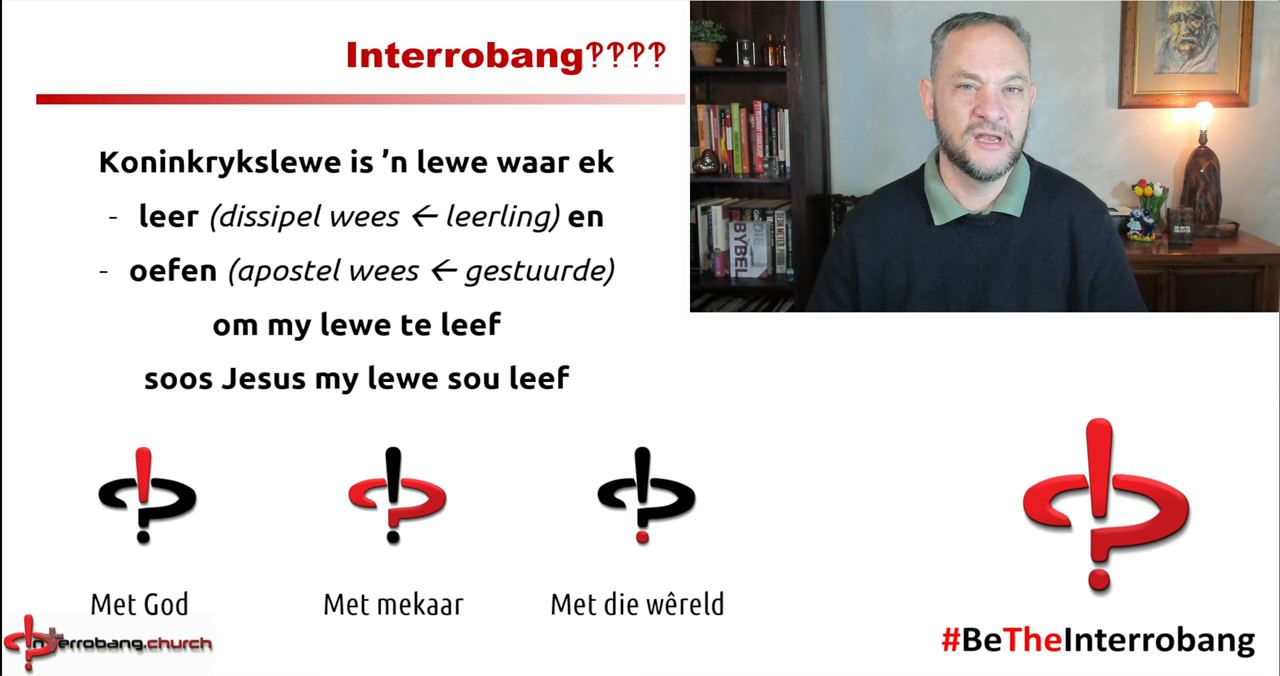 Interrobang‽‽‽‽
Koninkrykslewe is ’n lewe waar ek
- leer (dissipel wees ← leerling) en
- oefen (apostel wees ← gestuurde)
om my lewe te leef
soos Jesus my lewe sou leef
Met God
Met mekaar
Met die wêreld
nterrobang.church
#BeTheInterrobang
DIE
BYBEL